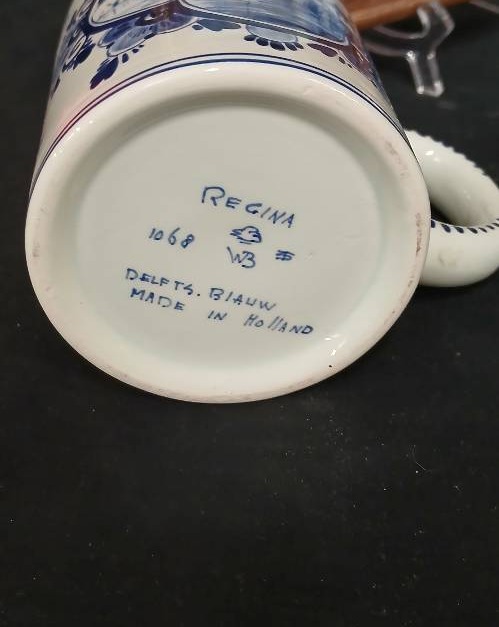 REGINA
1068 WB
DELFTS. BLAUW
MADE IN HOllAND